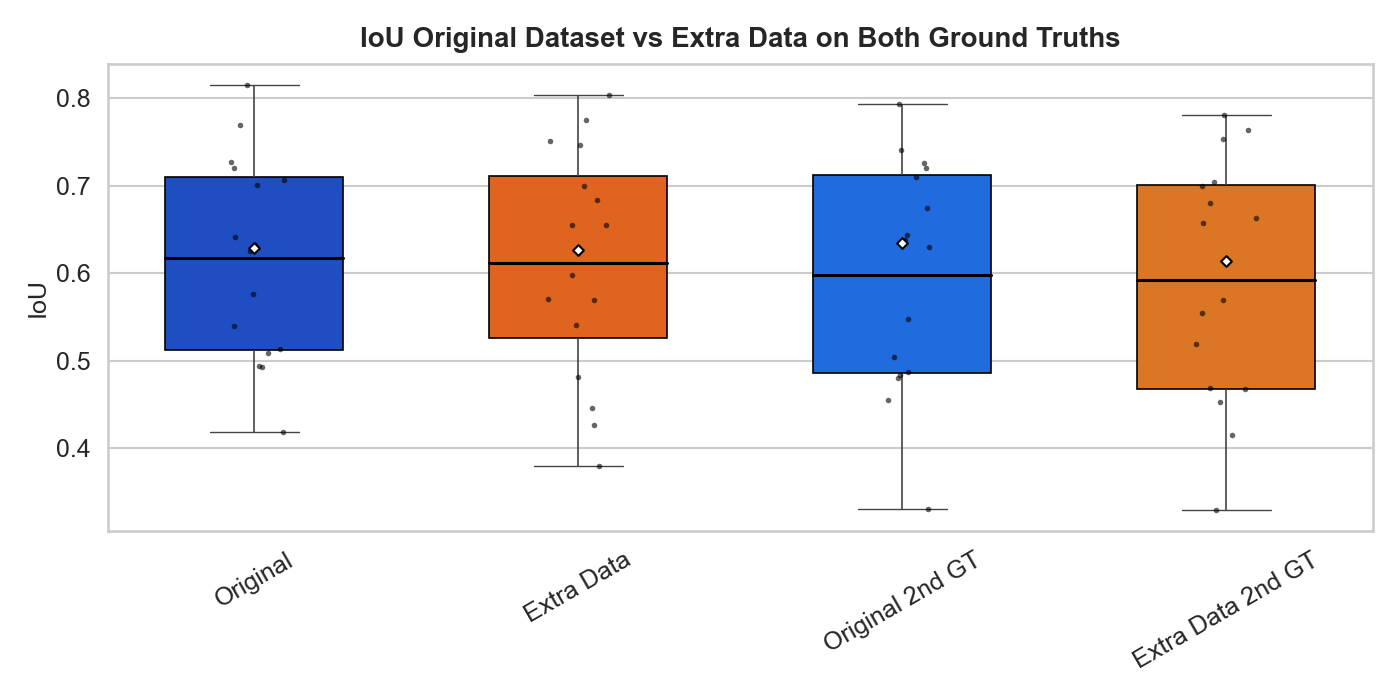 IoU Original Dataset vs Extra Data on Both Ground Truths
IoU
0.8
0.7
0.6
0.5
0.4
Original
Extra Data
Original 2nd GT
Extra Data 2nd GT